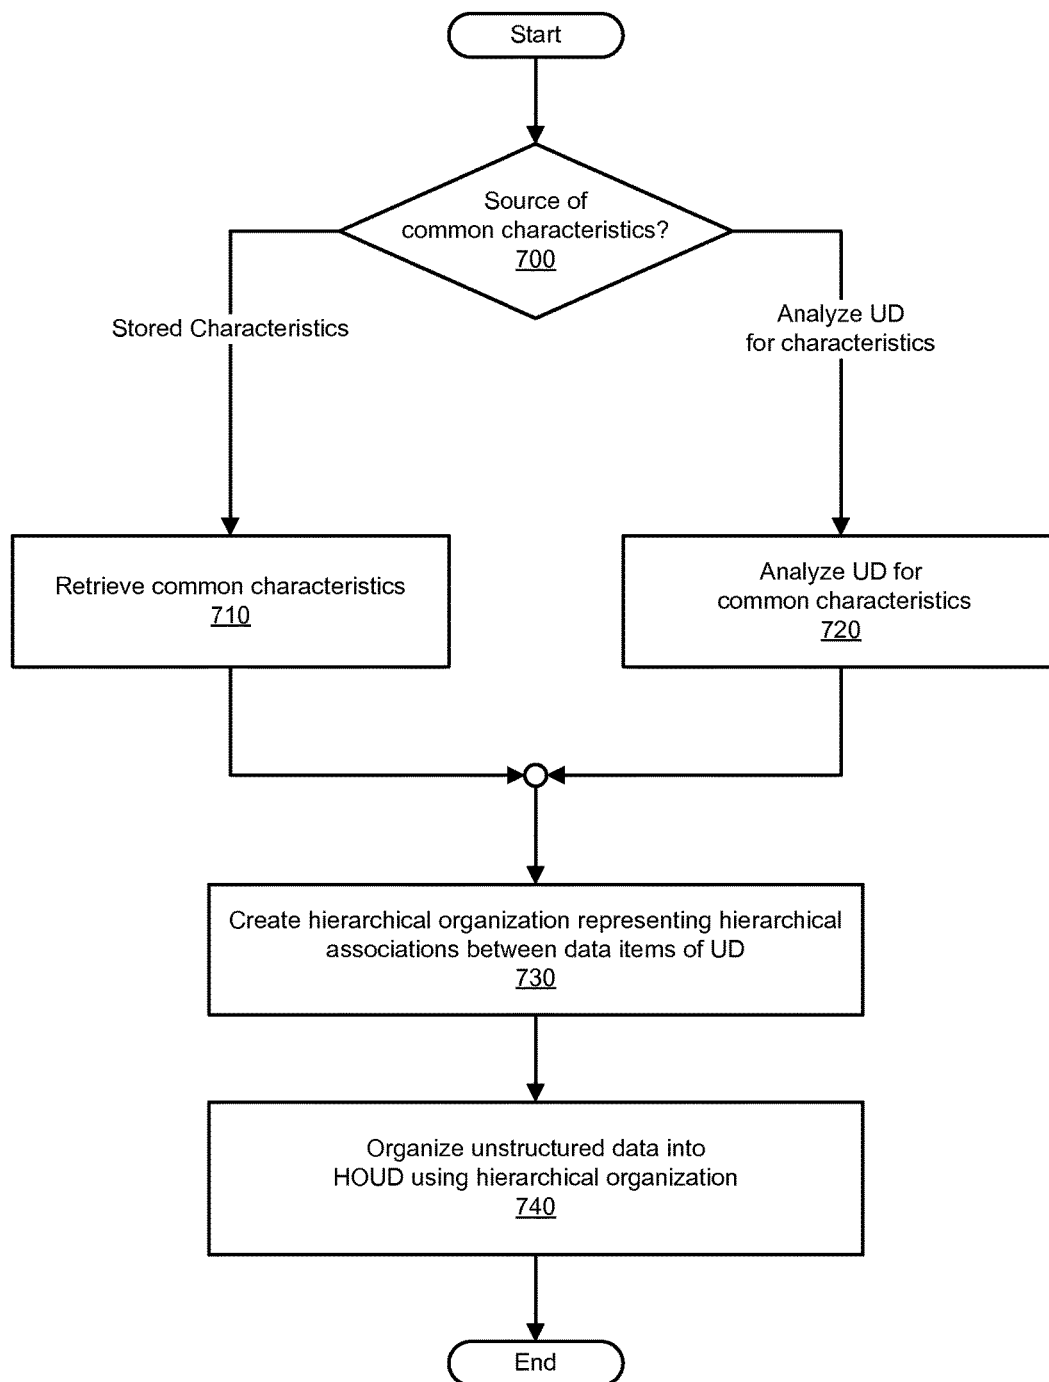 Start
Source of
common characteristics?
700
Stored Characteristics
Analyze UD
for characteristics
Retrieve common characteristics
710
Analyze UD for
common characteristics
720
Create hierarchical organization representing hierarchical
associations between data items of UD
730
Organize unstructured data into
HOUD using hierarchical organization
740
End